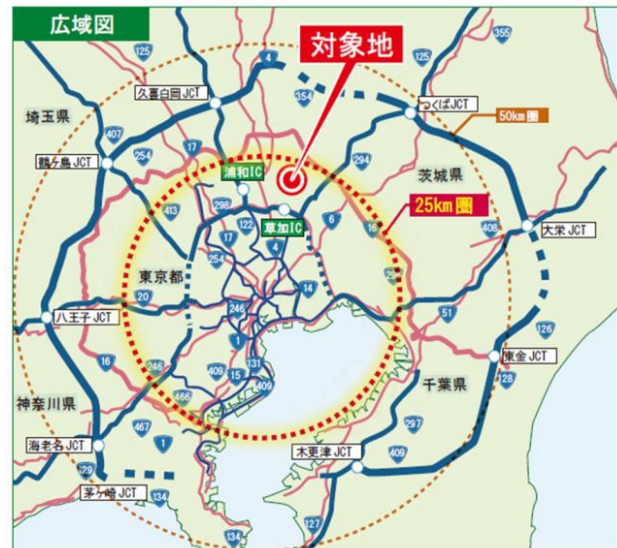 広域図
対象地
125
4
125
355
久喜白岡JCT
354
つくばJCT
50km圏
埼玉県
407
17
254
294
鶴ヶ島JCT
浦和IC
茨城県
413
298
122
草加IC
6
16
25km圏
17
4
408
大栄JCT
254
東京都
20
14
246
51
八王子JCT
126
1
16
246
131
東金JCT
409
15
409
128
466
千葉県
神奈川県
467
1
297
海老名JCT
木更津JCT
409
129
茅ヶ崎JCT
134
127
134